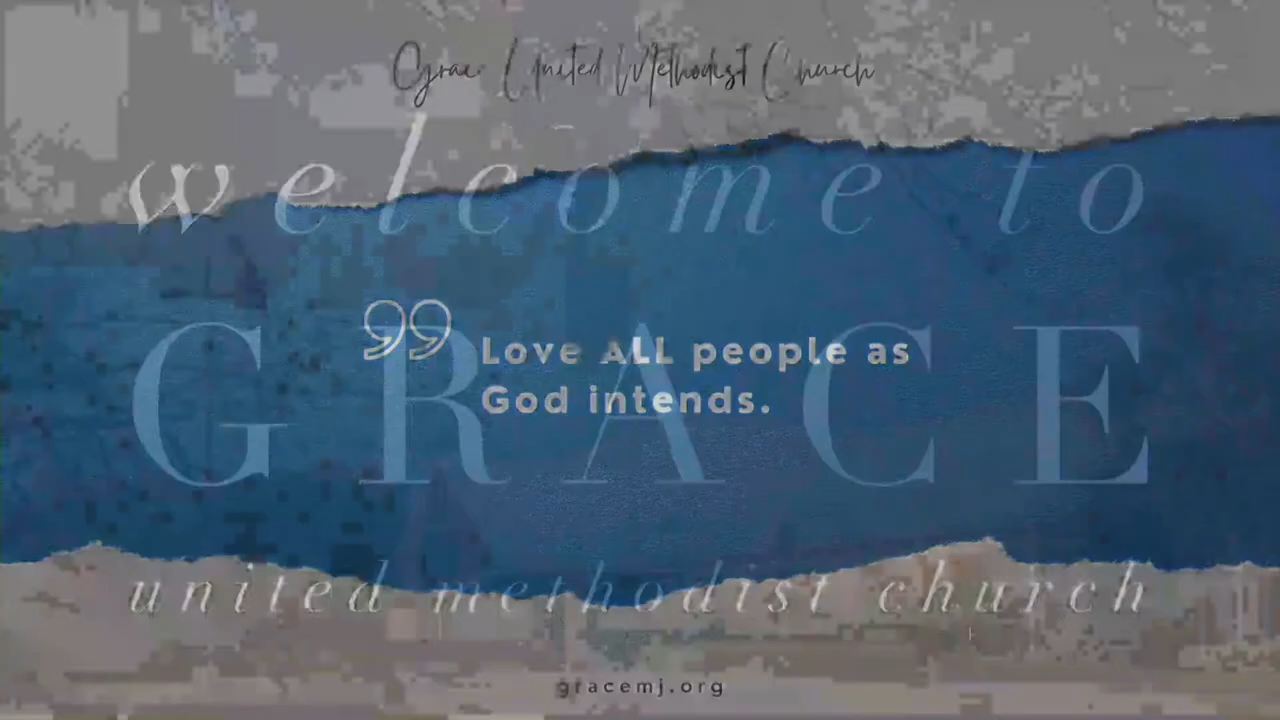 Grace United Methodist Church
welcome to
GRACE
” Love ALL people as
God intends.
united methodist church
gracemj.org